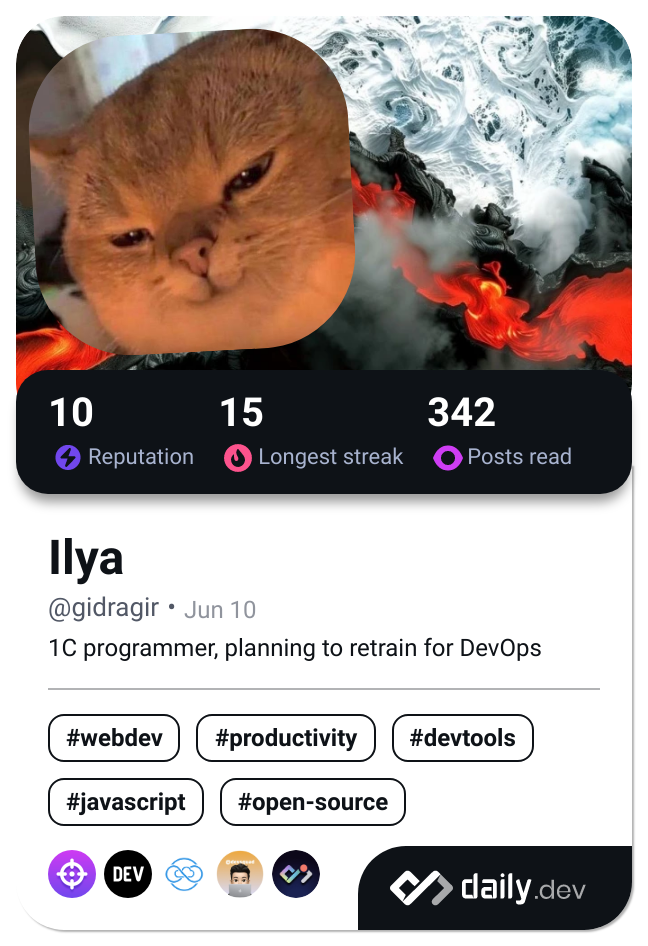 10 15 342
Reputation Longest streak Posts read
Ilya
@gidragir • Jun 10
1C programmer, planning to retrain for DevOps
#webdev #productivity #devtools
#javascript #open-source
DEV
daily.dev